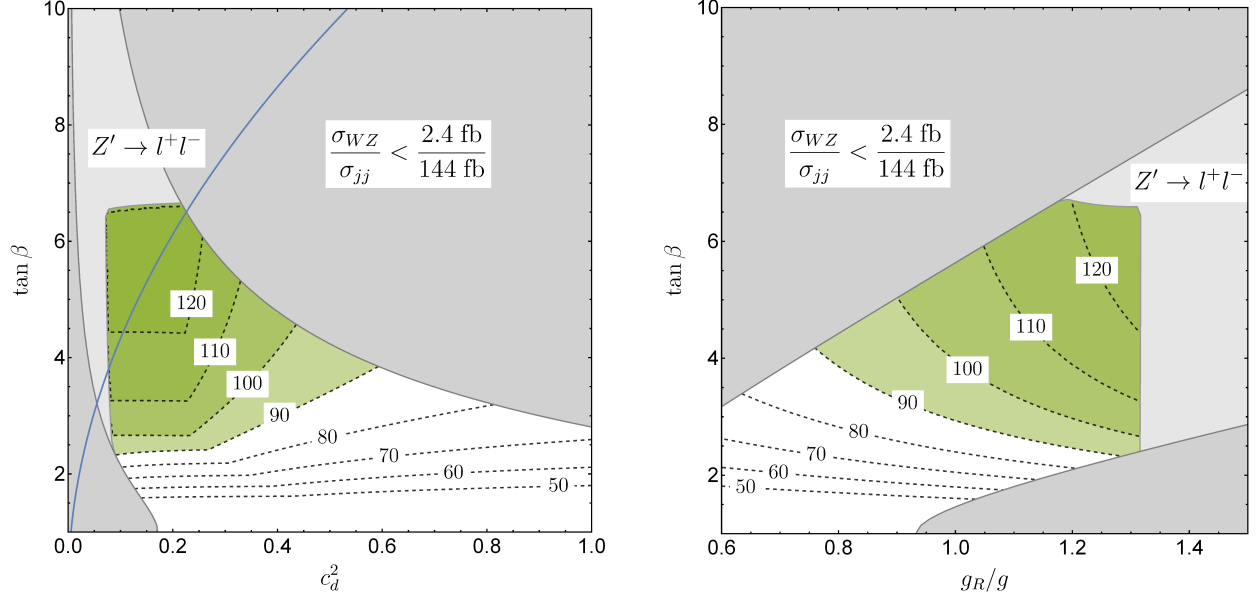 10
8
6
4
2
tan β
Z′ → l⁺l⁻
σ_WZ / σ_jj < 2.4 fb / 144 fb
120
110
100
90
80
70
60
50
0.0 0.2 0.4 0.6 0.8 1.0
c_d^2
10
8
6
4
2
tan β
σ_WZ / σ_jj < 2.4 fb / 144 fb
Z′ → l⁺l⁻
120
110
100
90
80
70
60
50
0.6 0.8 1.0 1.2 1.4
g_R/g